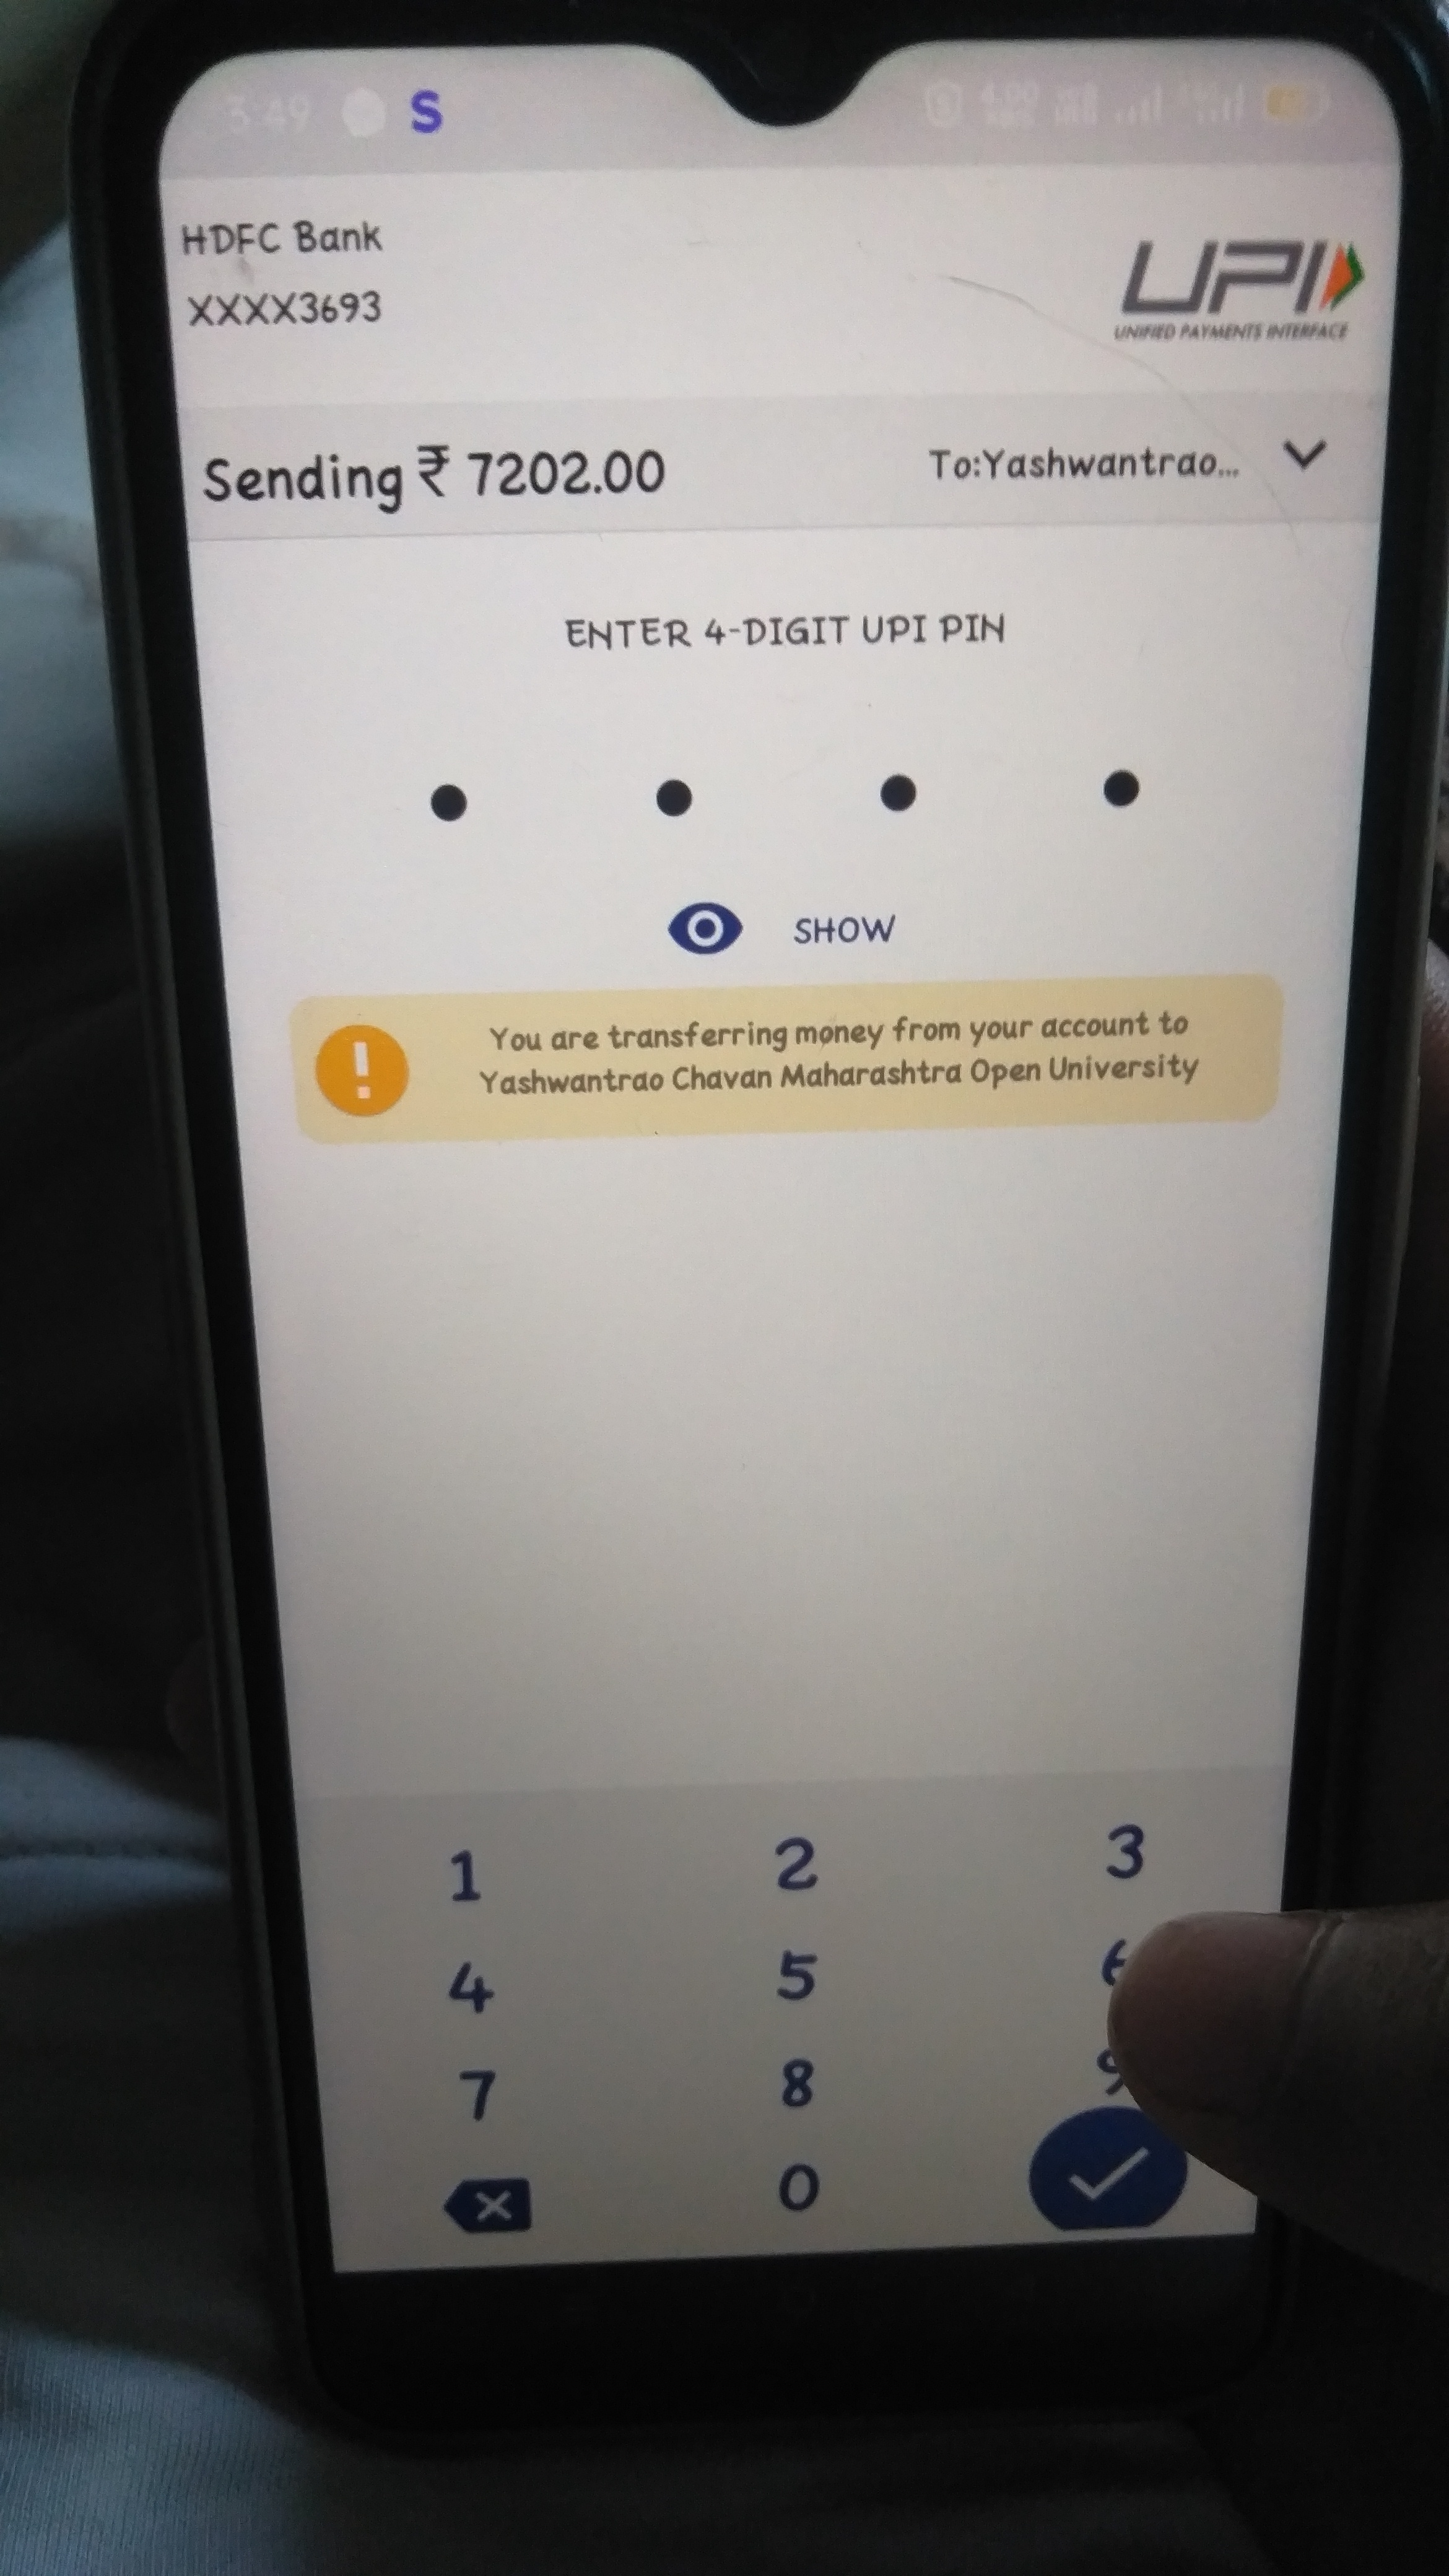 3:49 S
HDFC Bank
XXXX3693
UPI
UNIFIED PAYMENTS INTERFACE
Sending ₹ 7202.00 To:Yashwantrao...
ENTER 4-DIGIT UPI PIN
SHOW
You are transferring money from your account to
Yashwantrao Chavan Maharashtra Open University
1 2 3
4 5 6
7 8 9
0